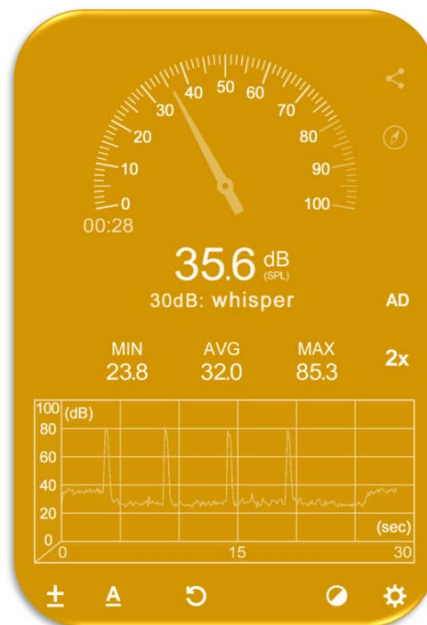 0 10 20 30 40 50 60 70 80 90 100
00:28
35.6 dB
(SPL)
30dB: whisper
AD
MIN AVG MAX
23.8 32.0 85.3
2x
100 (dB)
80
60
40
20
0 (sec)
0 15 30
± A